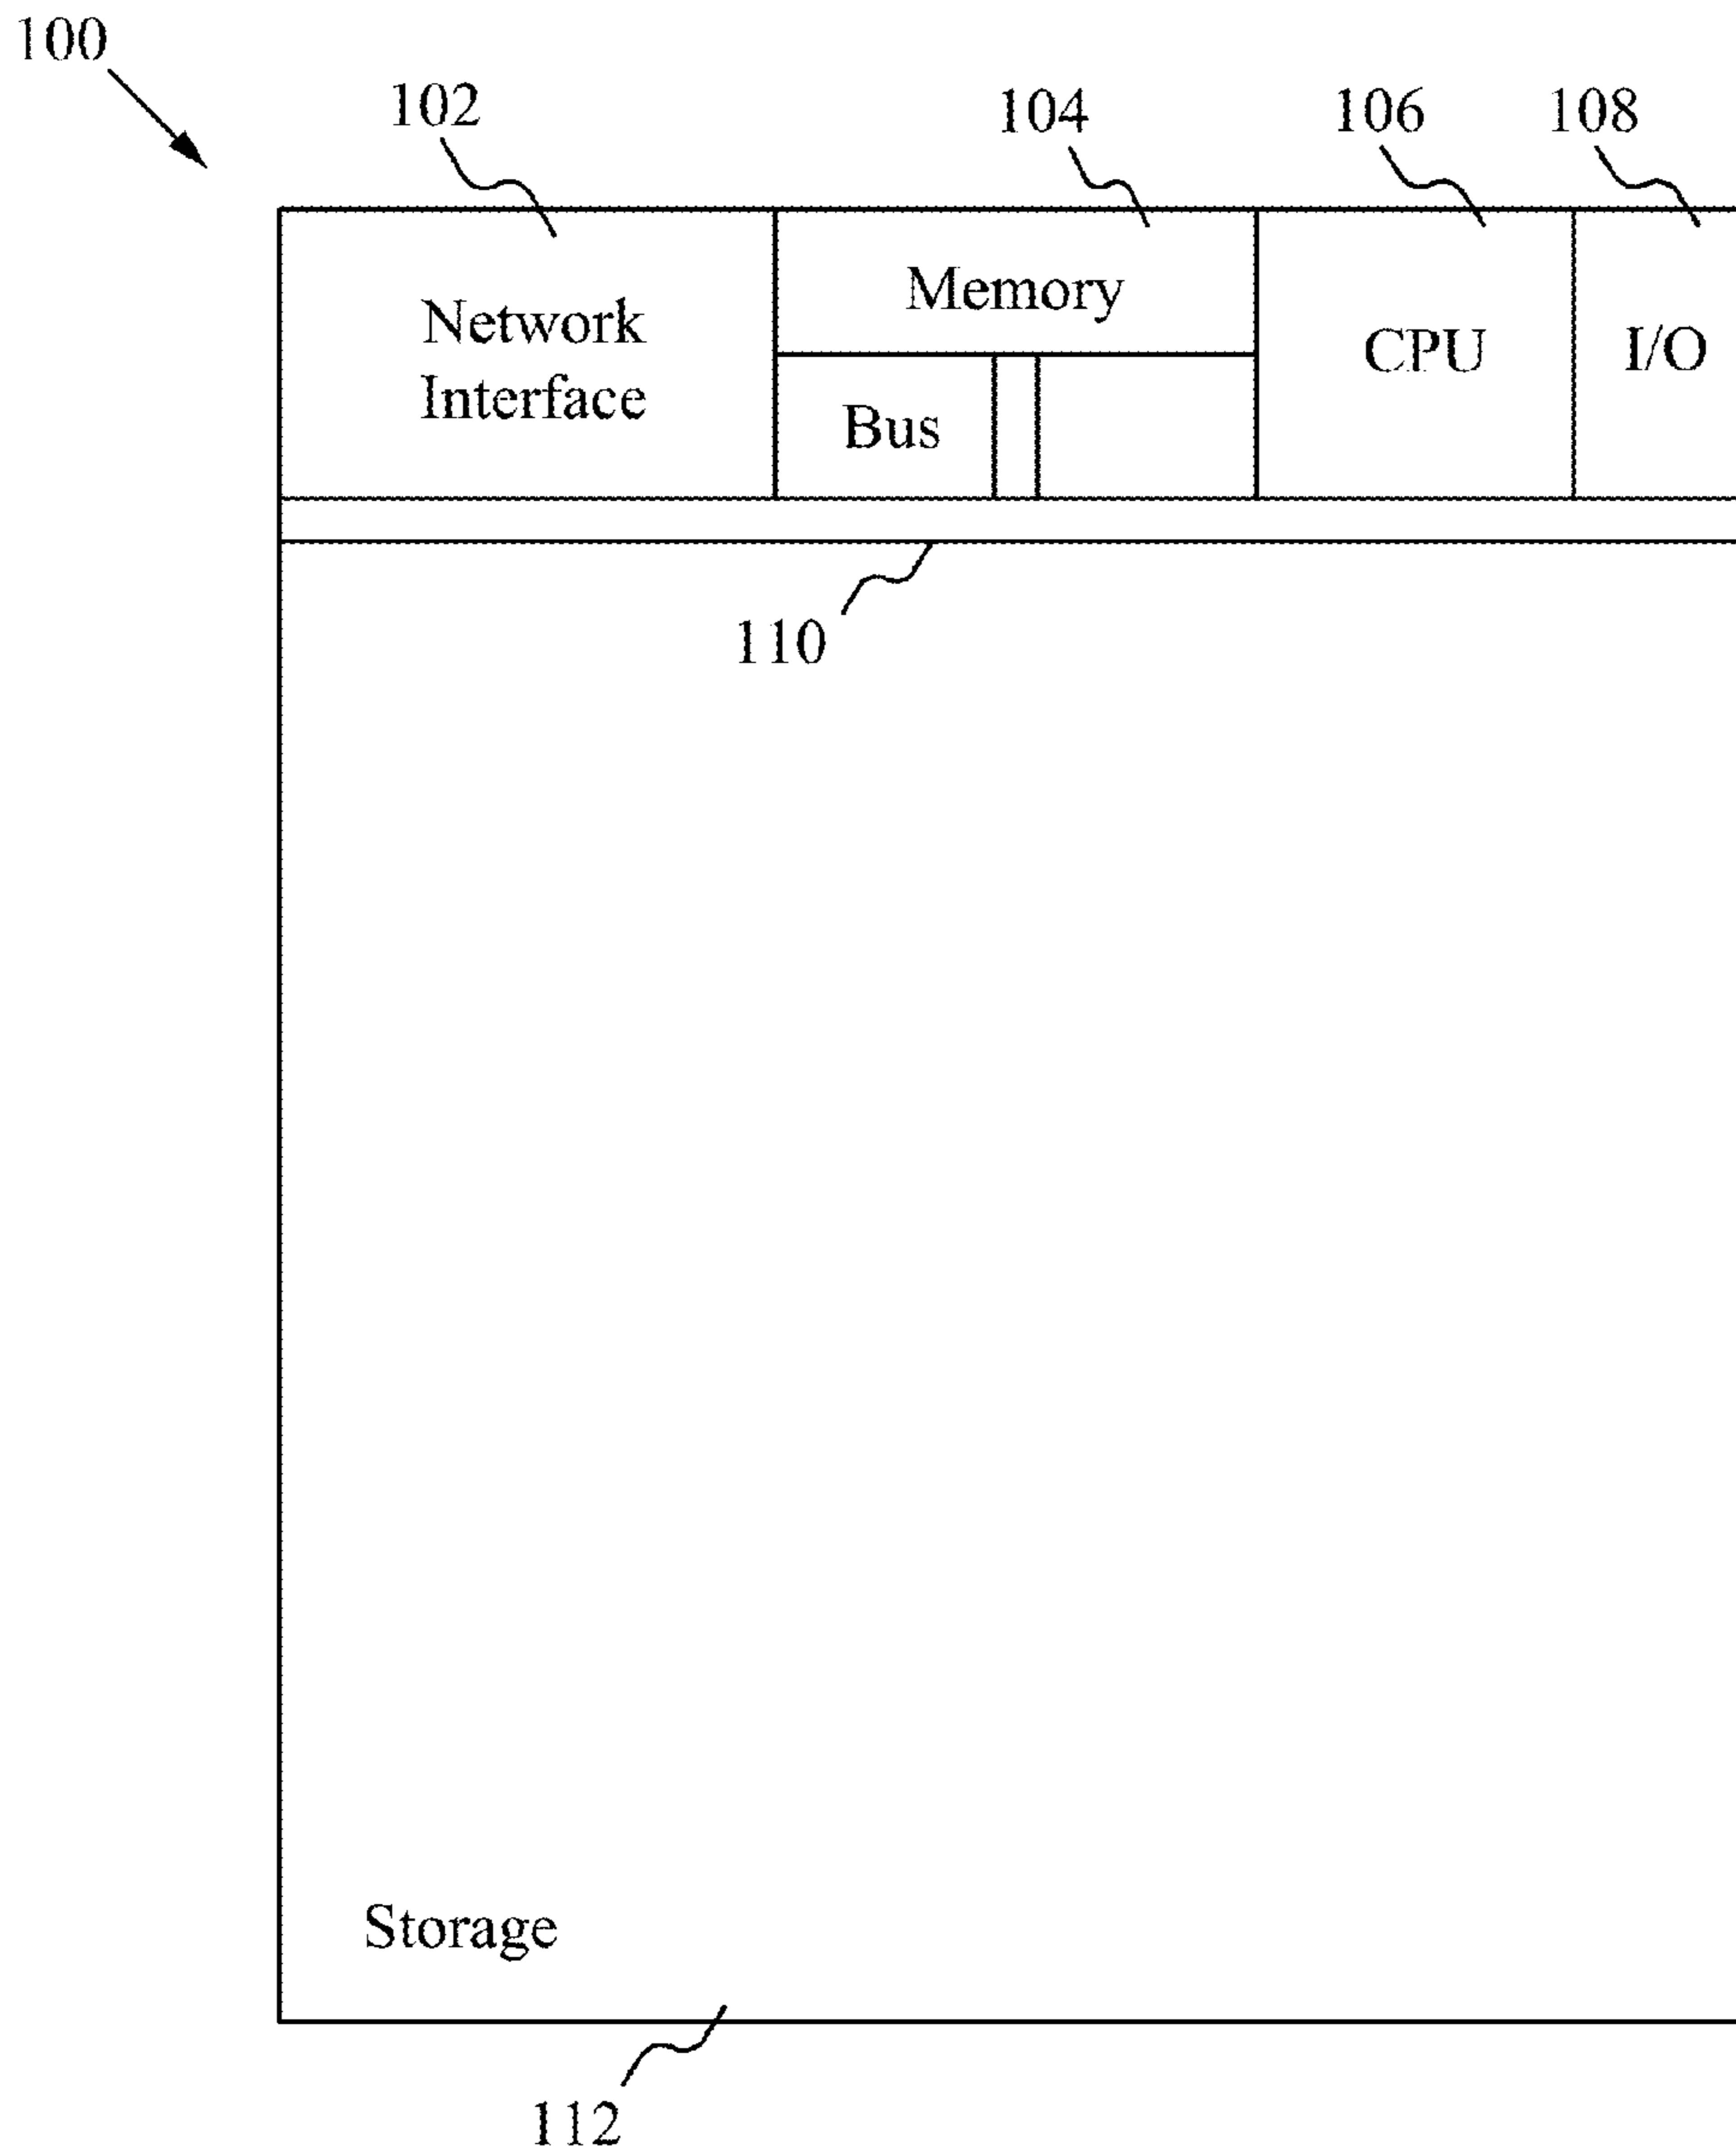 100
102
104
106
108
Network
Interface
Memory
Bus
CPU
I/O
110
Storage
112